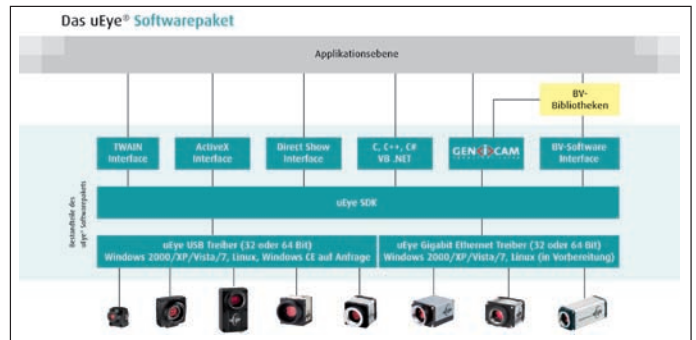 Das uEye® Softwarepaket
Applikationsebene
BV-
Bibliotheken
TWAIN
Interface
ActiveX
Interface
Direct Show
Interface
C, C++, C#
VB .NET
GEN<i>CAM
BV-Software
Interface
uEye SDK
Bestandteile des
uEye® Softwarepakets
uEye USB Treiber (32 oder 64 Bit)
Windows 2000/XP/Vista/7, Linux, Windows CE auf Anfrage
uEye Gigabit Ethernet Treiber (32 oder 64 Bit)
Windows 2000/XP/Vista/7, Linux (in Vorbereitung)